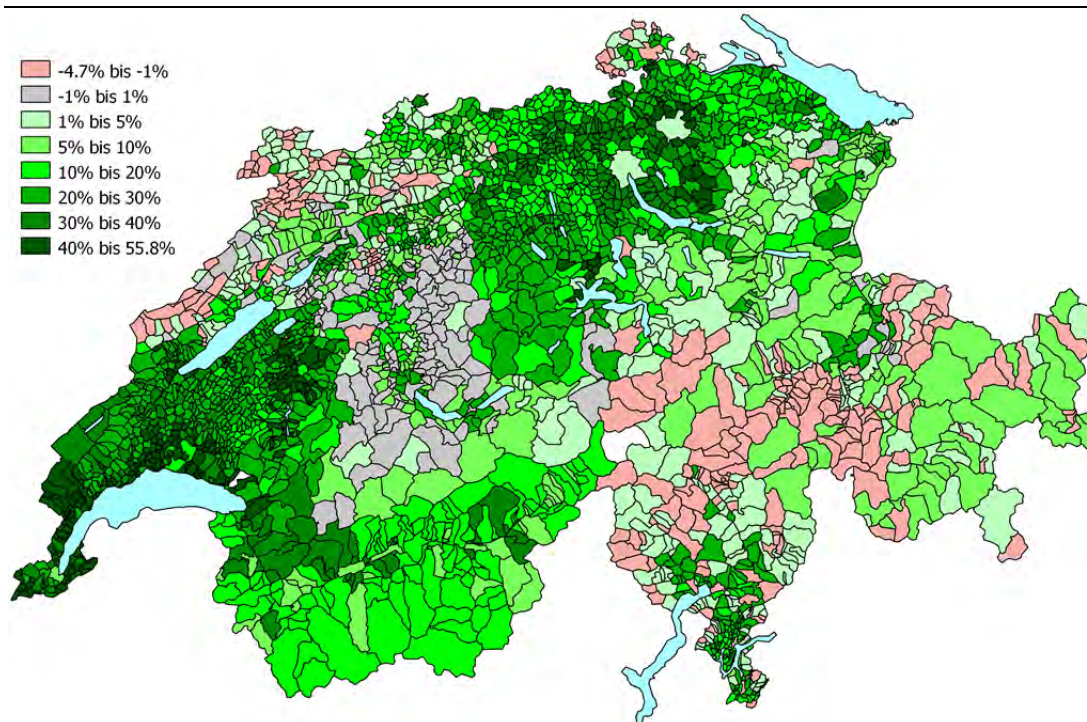 -4.7% bis -1%
-1% bis 1%
1% bis 5%
5% bis 10%
10% bis 20%
20% bis 30%
30% bis 40%
40% bis 55.8%